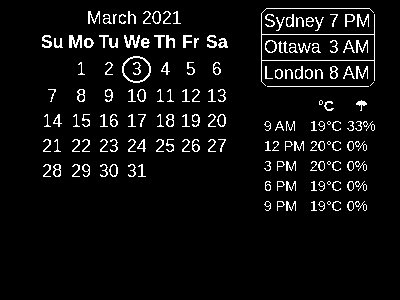 March 2021
Su Mo Tu We Th Fr Sa
1 2 3 4 5 6
7 8 9 10 11 12 13
14 15 16 17 18 19 20
21 22 23 24 25 26 27
28 29 30 31
Sydney 7 PM
Ottawa 3 AM
London 8 AM
°C ☂
9 AM 19°C 33%
12 PM 20°C 0%
3 PM 20°C 0%
6 PM 19°C 0%
9 PM 19°C 0%